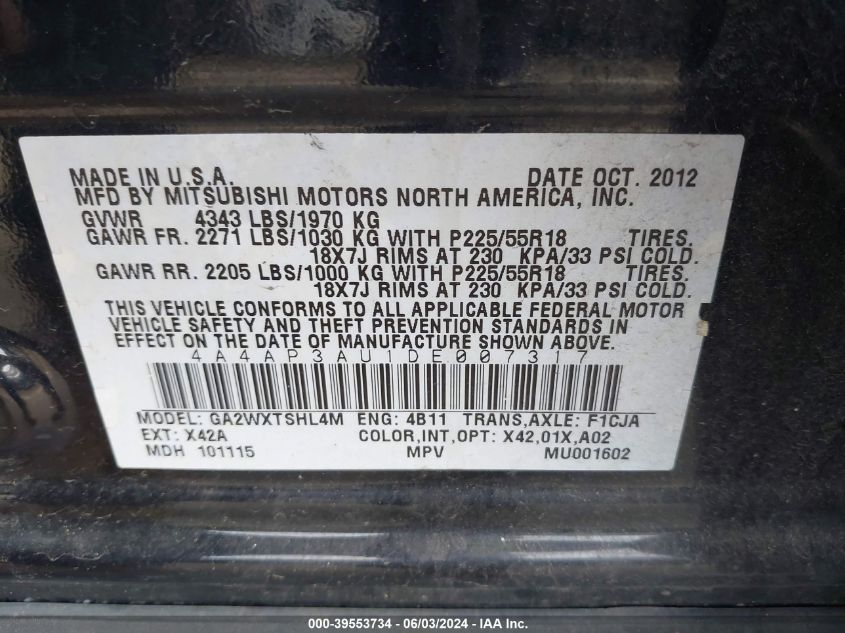 MADE IN U.S.A. DATE OCT. 2012
MFD BY MITSUBISHI MOTORS NORTH AMERICA, INC.
GVWR 4343 LBS/1970 KG
GAWR FR. 2271 LBS/1030 KG WITH P225/55R18 TIRES.
18X7J RIMS AT 230 KPA/33 PSI COLD.
GAWR RR. 2205 LBS/1000 KG WITH P225/55R18 TIRES.
18X7J RIMS AT 230 KPA/33 PSI COLD.
THIS VEHICLE CONFORMS TO ALL APPLICABLE FEDERAL MOTOR
VEHICLE SAFETY AND THEFT PREVENTION STANDARDS IN
EFFECT ON THE DATE OF MANUFACTURE SHOWN ABOVE.
4A4AP3AU1DE007317
MODEL: GA2WXTSHL4M ENG: 4B11 TRANS,AXLE: F1CJA
EXT: X42A COLOR,INT,OPT: X42,01X,A02
MDH 101115 MPV MU001602
000-39553734 - 06/03/2024 - IAA Inc.